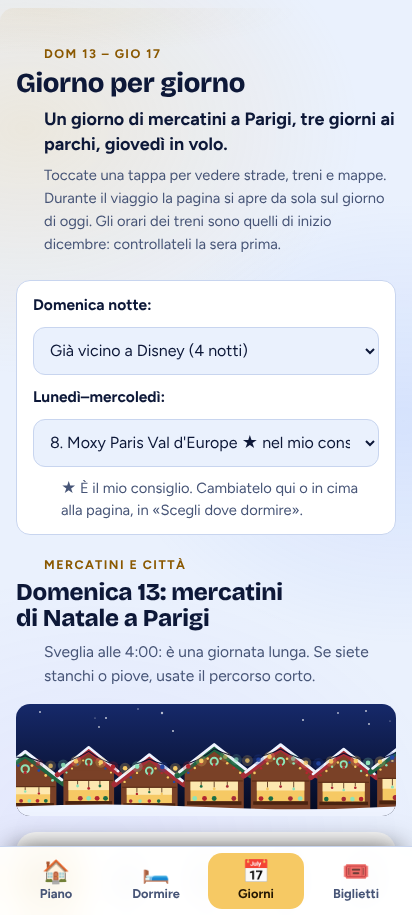 DOM 13 – GIO 17
Giorno per giorno
Un giorno di mercatini a Parigi, tre giorni ai
parchi, giovedì in volo.
Toccate una tappa per vedere strade, treni e mappe.
Durante il viaggio la pagina si apre da sola sul giorno
di oggi. Gli orari dei treni sono quelli di inizio
dicembre: controllateli la sera prima.
Domenica notte:
Già vicino a Disney (4 notti)
Lunedì–mercoledì:
8. Moxy Paris Val d'Europe ★ nel mio cons
★ È il mio consiglio. Cambiatelo qui o in cima
alla pagina, in «Scegli dove dormire».
MERCATINI E CITTÀ
Domenica 13: mercatini
di Natale a Parigi
Sveglia alle 4:00: è una giornata lunga. Se siete
stanchi o piove, usate il percorso corto.
July
17
Piano
Dormire
Giorni
Biglietti